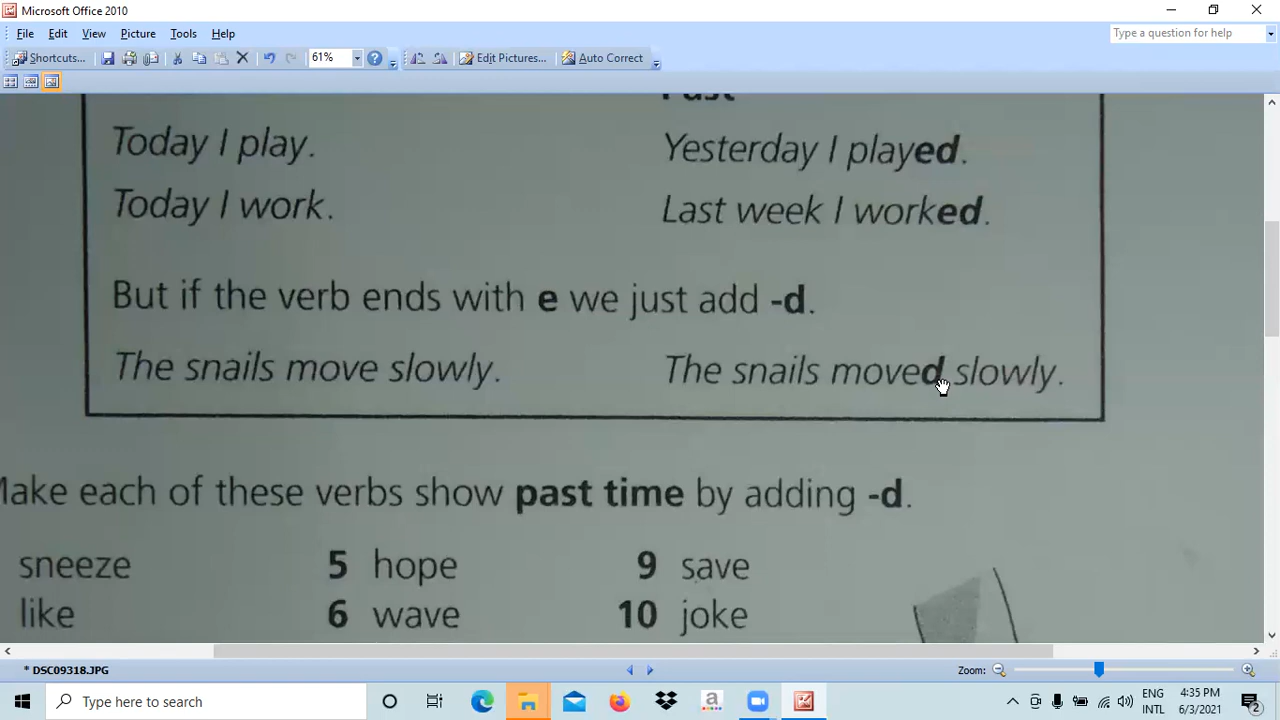 Microsoft Office 2010
File Edit View Picture Tools Help
Type a question for help
Shortcuts... 61% Edit Pictures... Auto Correct
Past
Today I play. Yesterday I played.
Today I work. Last week I worked.
But if the verb ends with e we just add -d.
The snails move slowly. The snails moved slowly.
Make each of these verbs show past time by adding -d.
sneeze 5 hope 9 save
like 6 wave 10 joke
* DSC09318.JPG Zoom:
Type here to search
ENG 4:35 PM
INTL 6/3/2021
2